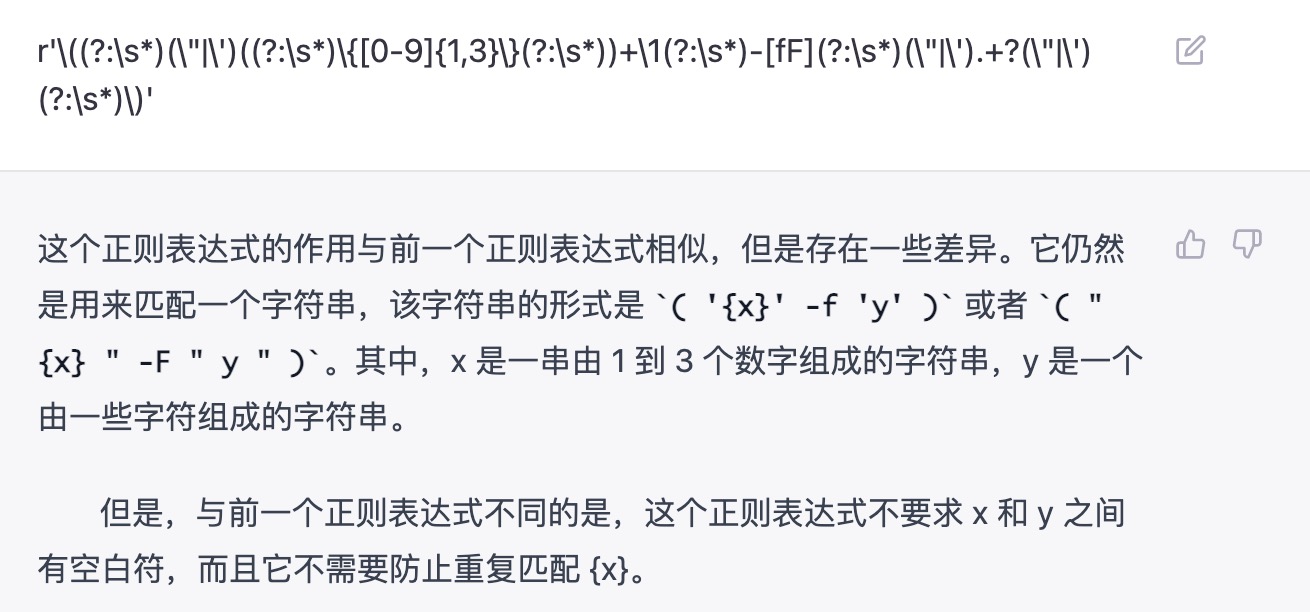 r'\((?:\s*)(\"|\')((?:\s*)\{[0-9]{1,3}\}(?:\s*))+\1(?:\s*)-[fF](?:\s*)(\"|\').+?(\"|\')
(?:\s*)\)'
这个正则表达式的作用与前一个正则表达式相似，但是存在一些差异。它仍然
是用来匹配一个字符串，该字符串的形式是 `( '{x}' -f 'y' )` 或者 `( "
{x} " -F " y " )`。其中，x 是一串由 1 到 3 个数字组成的字符串，y 是一个
由一些字符组成的字符串。
但是，与前一个正则表达式不同的是，这个正则表达式不要求 x 和 y 之间
有空白符，而且它不需要防止重复匹配 {x}。